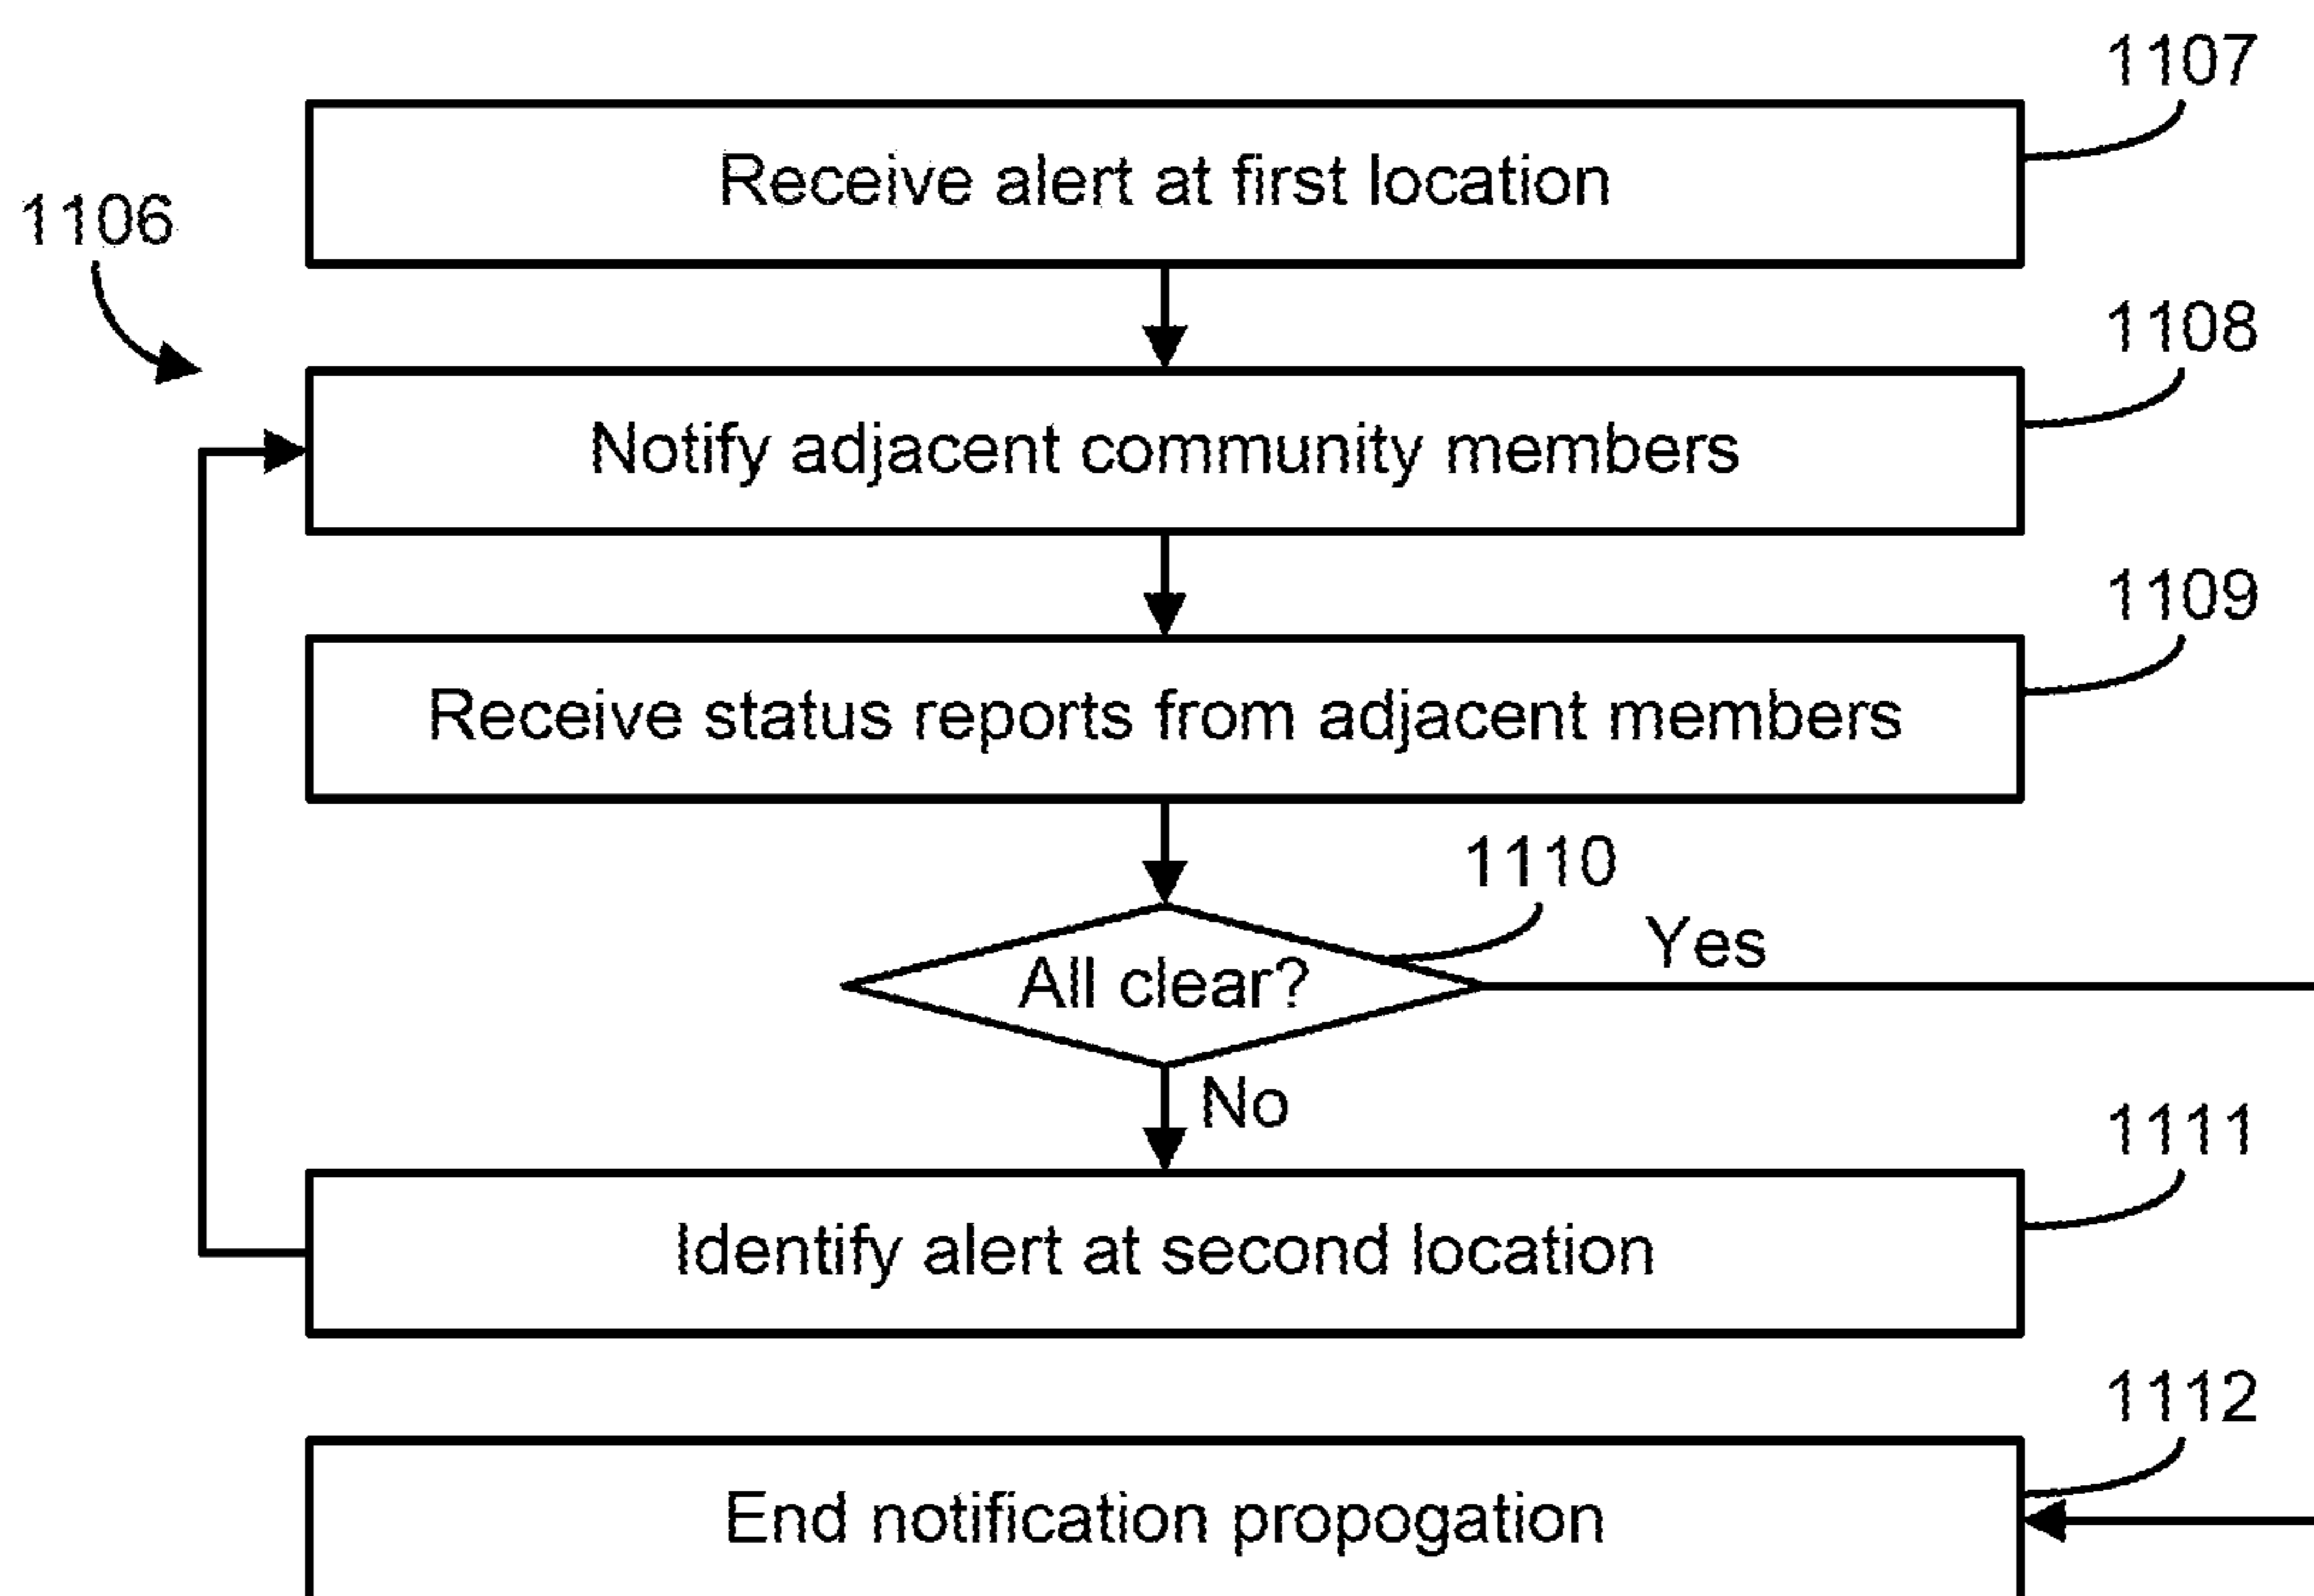 1107
Receive alert at first location
1106
1108
Notify adjacent community members
1109
Receive status reports from adjacent members
1110
All clear?
Yes
No
1111
Identify alert at second location
1112
End notification propogation